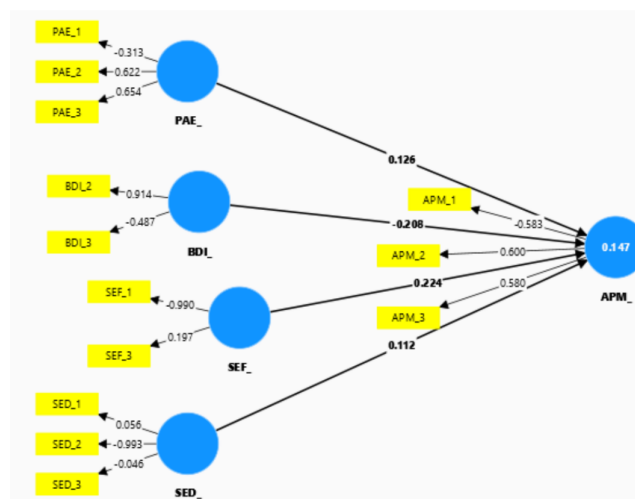 PAE_1
-0.313
PAE_2
0.622
PAE_3
0.654
PAE_
0.126
BDI_2
0.914
BDI_3
-0.487
BDI_
-0.208
APM_1
-0.583
APM_2
0.600
APM_3
0.580
0.147
APM_
SEF_1
-0.990
SEF_3
0.197
SEF_
0.224
SED_1
0.056
SED_2
-0.993
SED_3
-0.046
SED_
0.112